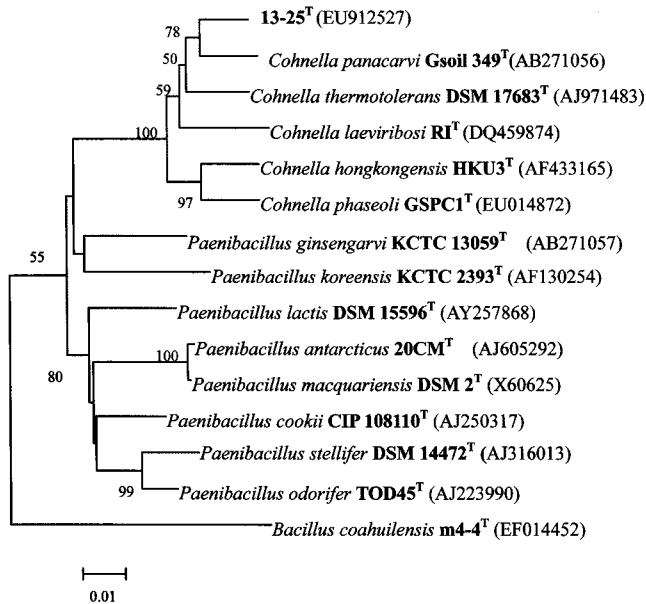 13-25ᵀ (EU912527)
78
50
Cohnella panacarvi Gsoil 349ᵀ(AB271056)
59
Cohnella thermotolerans DSM 17683ᵀ (AJ971483)
100
Cohnella laeviribosi RIᵀ (DQ459874)
Cohnella hongkongensis HKU3ᵀ (AF433165)
97
Cohnella phaseoli GSPC1ᵀ (EU014872)
Paenibacillus ginsengarvi KCTC 13059ᵀ (AB271057)
55
Paenibacillus koreensis KCTC 2393ᵀ (AF130254)
Paenibacillus lactis DSM 15596ᵀ (AY257868)
100
Paenibacillus antarcticus 20CMᵀ (AJ605292)
80
Paenibacillus macquariensis DSM 2ᵀ (X60625)
Paenibacillus cookii CIP 108110ᵀ (AJ250317)
Paenibacillus stellifer DSM 14472ᵀ (AJ316013)
99
Paenibacillus odorifer TOD45ᵀ (AJ223990)
Bacillus coahuilensis m4-4ᵀ (EF014452)
0.01